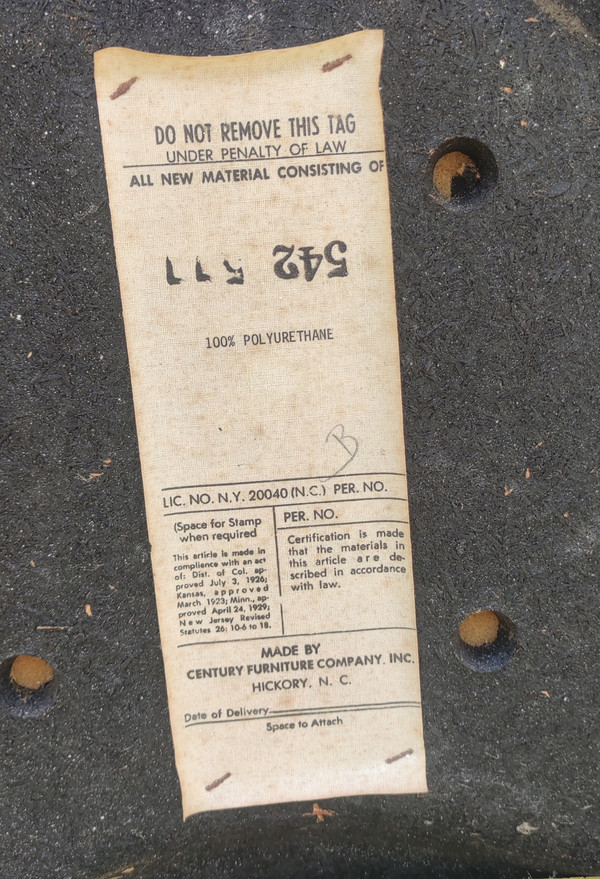 DO NOT REMOVE THIS TAG
UNDER PENALTY OF LAW
ALL NEW MATERIAL CONSISTING OF
542
100% POLYURETHANE
B
LIC. NO. N.Y. 20040 (N.C.) PER. NO.
(Space for Stamp
when required
This article is made in
compliance with an act
of: Dist. of Col. ap-
proved July 3, 1926;
Kansas, approved
March 1923; Minn., ap-
proved April 24, 1929;
New Jersey Revised
Statutes 26: 10-6 to 18.
PER. NO.
Certification is made
that the materials in
this article are de-
scribed in accordance
with law.
MADE BY
CENTURY FURNITURE COMPANY, INC.
HICKORY, N. C.
Date of Delivery
Space to Attach